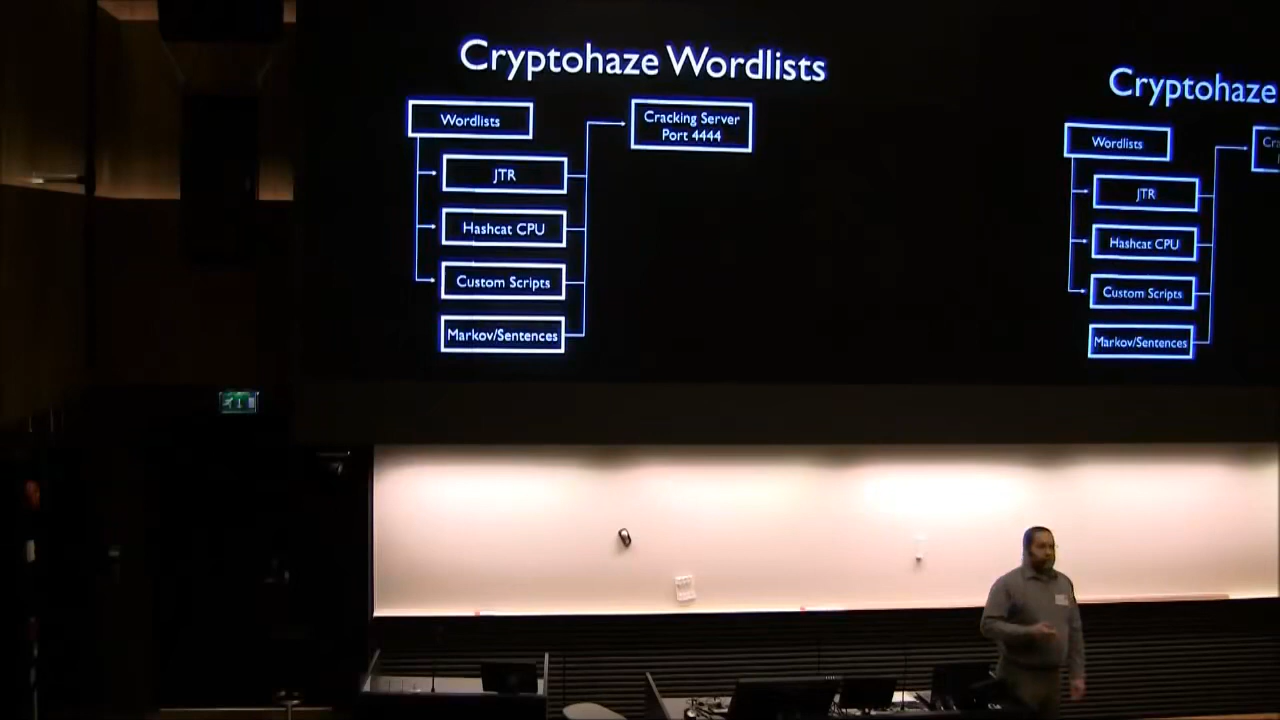 Cryptohaze Wordlists
Wordlists
Cracking Server
Port 4444
JTR
Hashcat CPU
Custom Scripts
Markov/Sentences
Cryptohaze
Wordlists
JTR
Hashcat CPU
Custom Scripts
Markov/Sentences